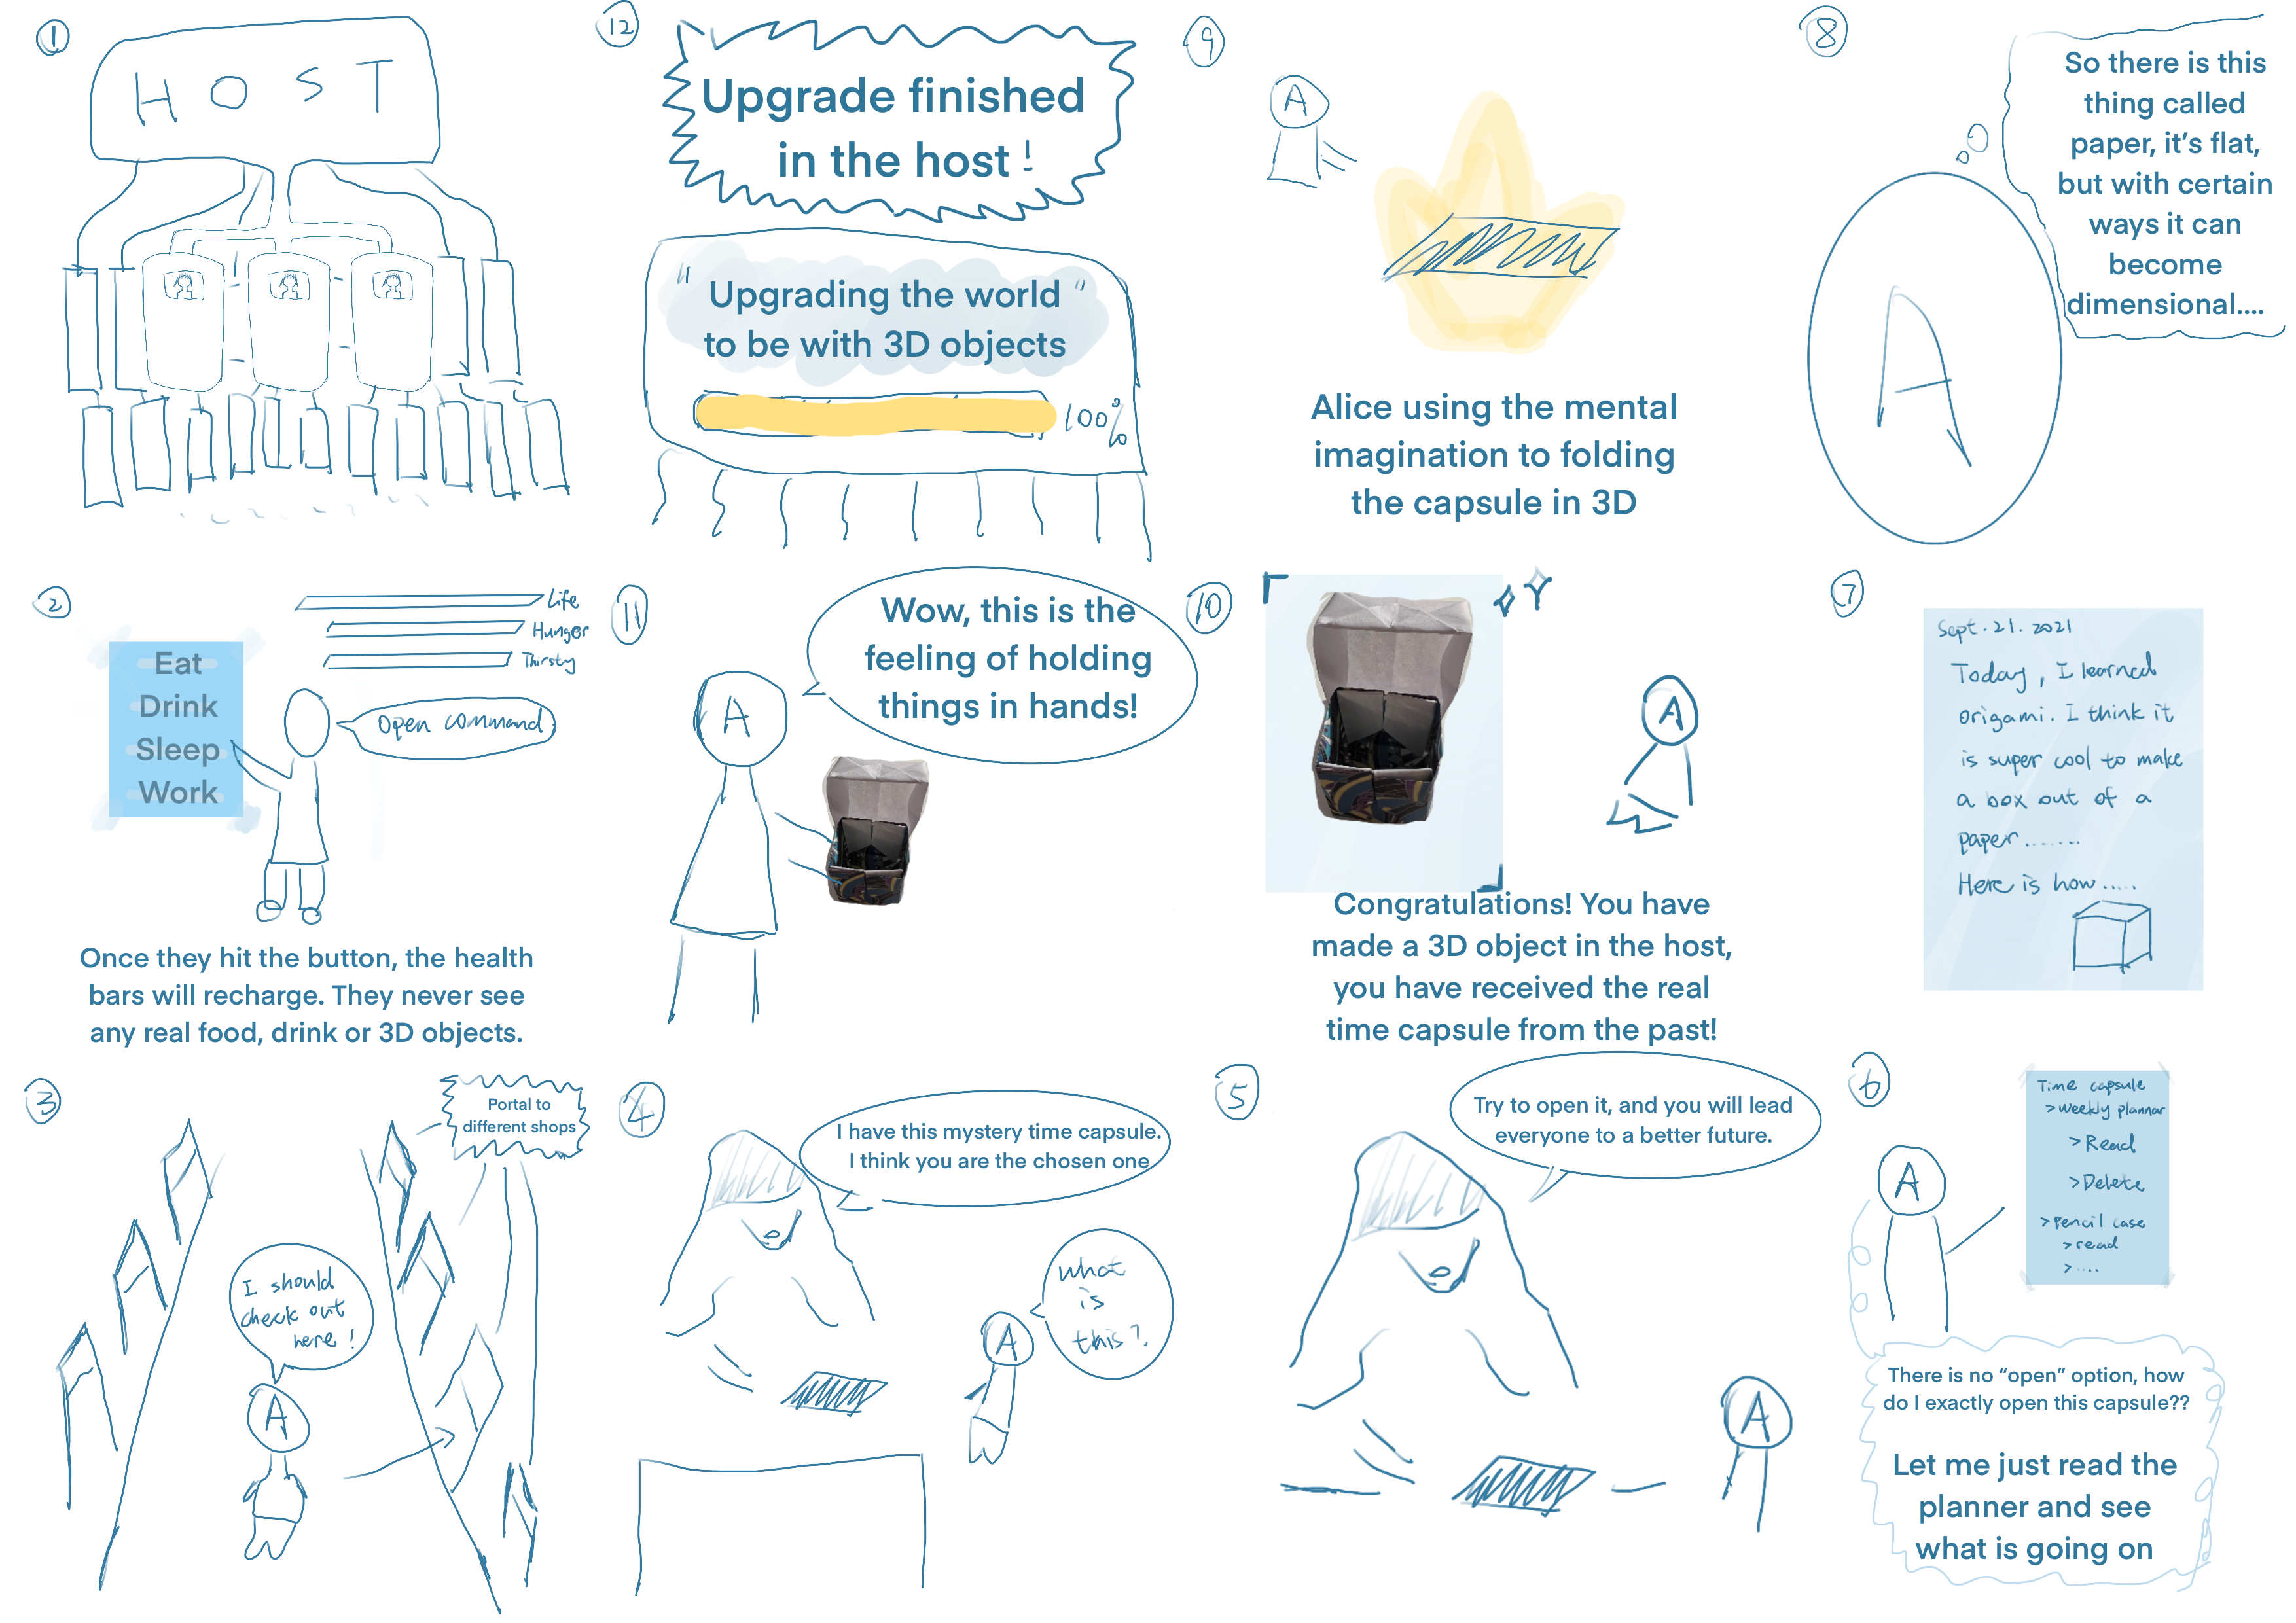 1
HOST
2
Life
Hunger
Thirsty
Eat
Drink
Sleep
Work
Open command
Once they hit the button, the health
bars will recharge. They never see
any real food, drink or 3D objects.
3
Portal to
different shops
I should
check out
here!
A
4
I have this mystery time capsule.
I think you are the chosen one
what
is
this?
A
5
Try to open it, and you will lead
everyone to a better future.
A
6
Time capsule
>weekly plannar
>Read
>Delete
>pencil case
>read
>....
A
There is no “open” option, how
do I exactly open this capsule??
Let me just read the
planner and see
what is going on
7
Sept.21.2021
Today, I learned
origami. I think it
is super cool to make
a box out of a
paper.......
Here is how.....
8
So there is this
thing called
paper, it’s flat,
but with certain
ways it can
become
dimensional....
A
9
A
Alice using the mental
imagination to folding
the capsule in 3D
10
A
Congratulations! You have
made a 3D object in the host,
you have received the real
time capsule from the past!
11
Wow, this is the
feeling of holding
things in hands!
A
12
Upgrade finished
in the host !
"Upgrading the world"
to be with 3D objects
100%